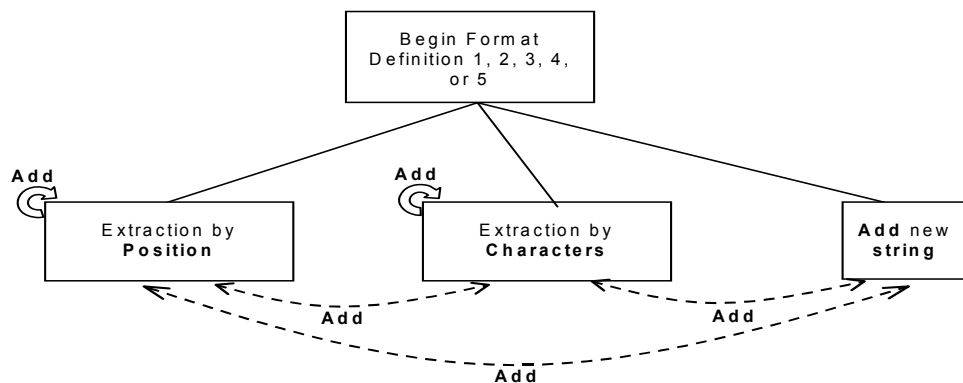 Begin Format
Definition 1, 2, 3, 4,
or 5
Add
Add
Extraction by
Position
Extraction by
Characters
Add new
string
Add
Add
Add